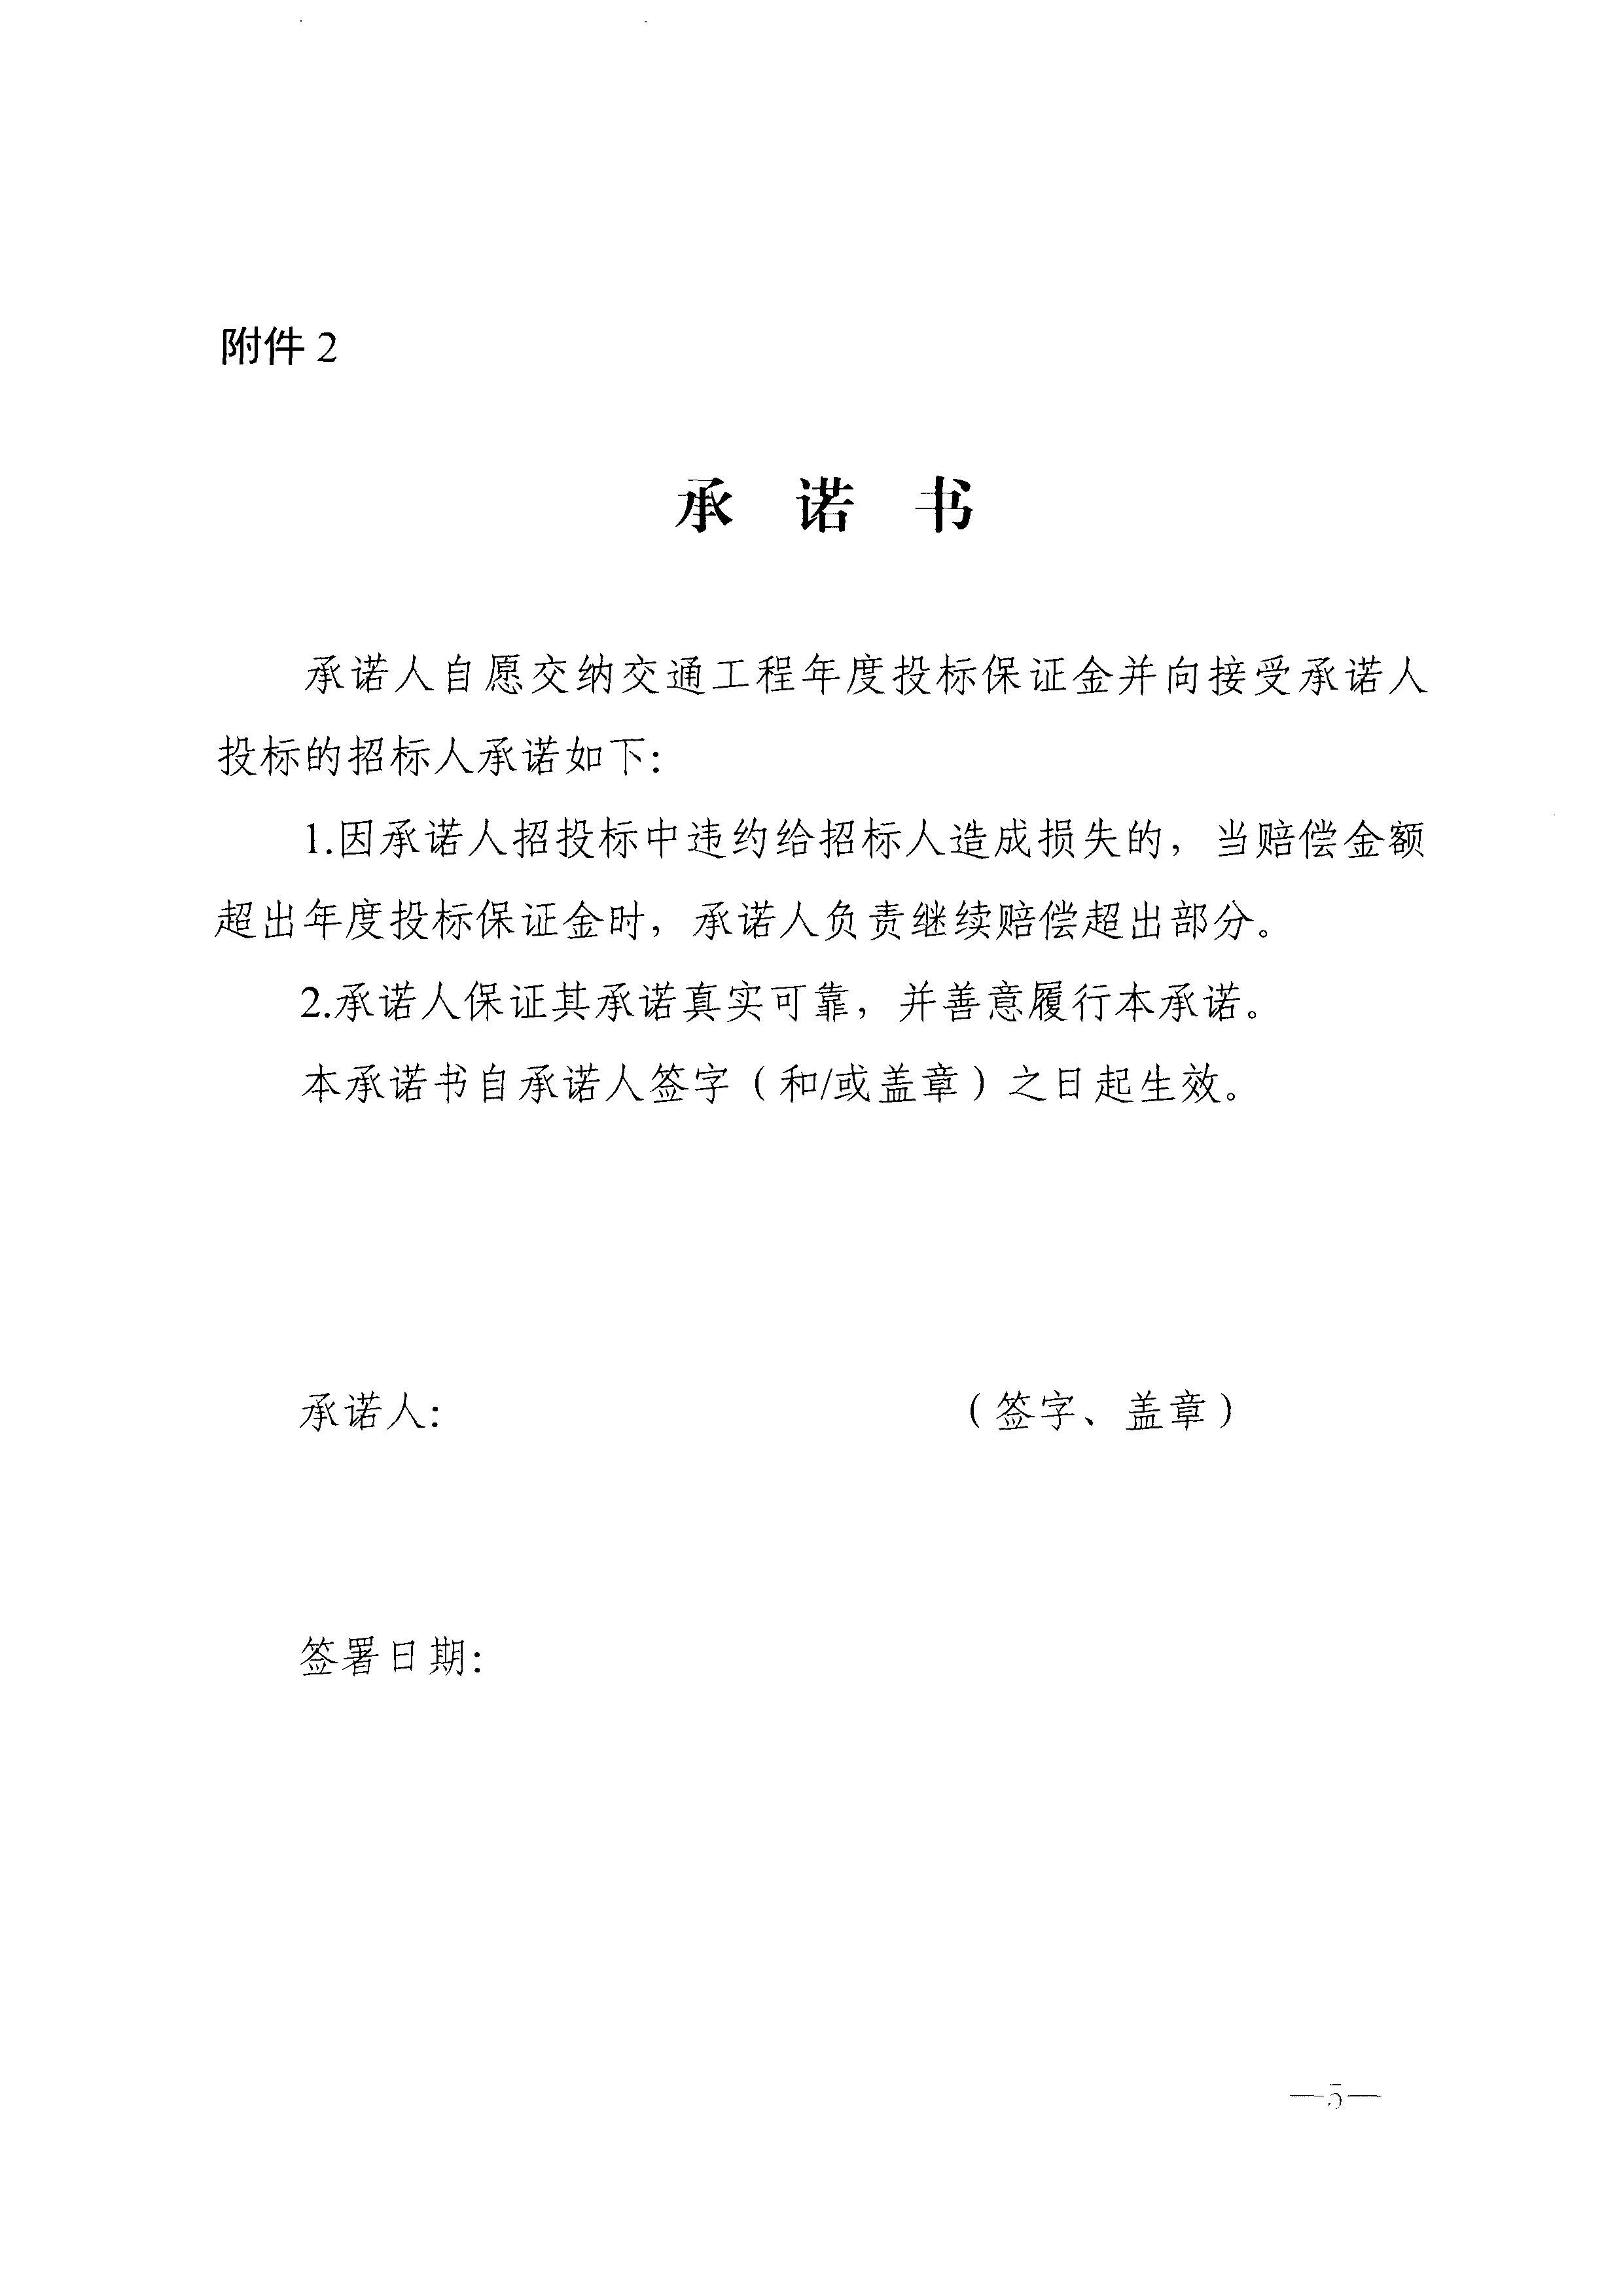 附件 2
承 诺 书
承诺人自愿交纳交通工程年度投标保证金并向接受承诺人
投标的招标人承诺如下：
1.因承诺人招投标中违约给招标人造成损失的，当赔偿金额
超出年度投标保证金时，承诺人负责继续赔偿超出部分。
2.承诺人保证其承诺真实可靠，并善意履行本承诺。
本承诺书自承诺人签字（和/或盖章）之日起生效。
承诺人： （签字、盖章）
签署日期：
—5—